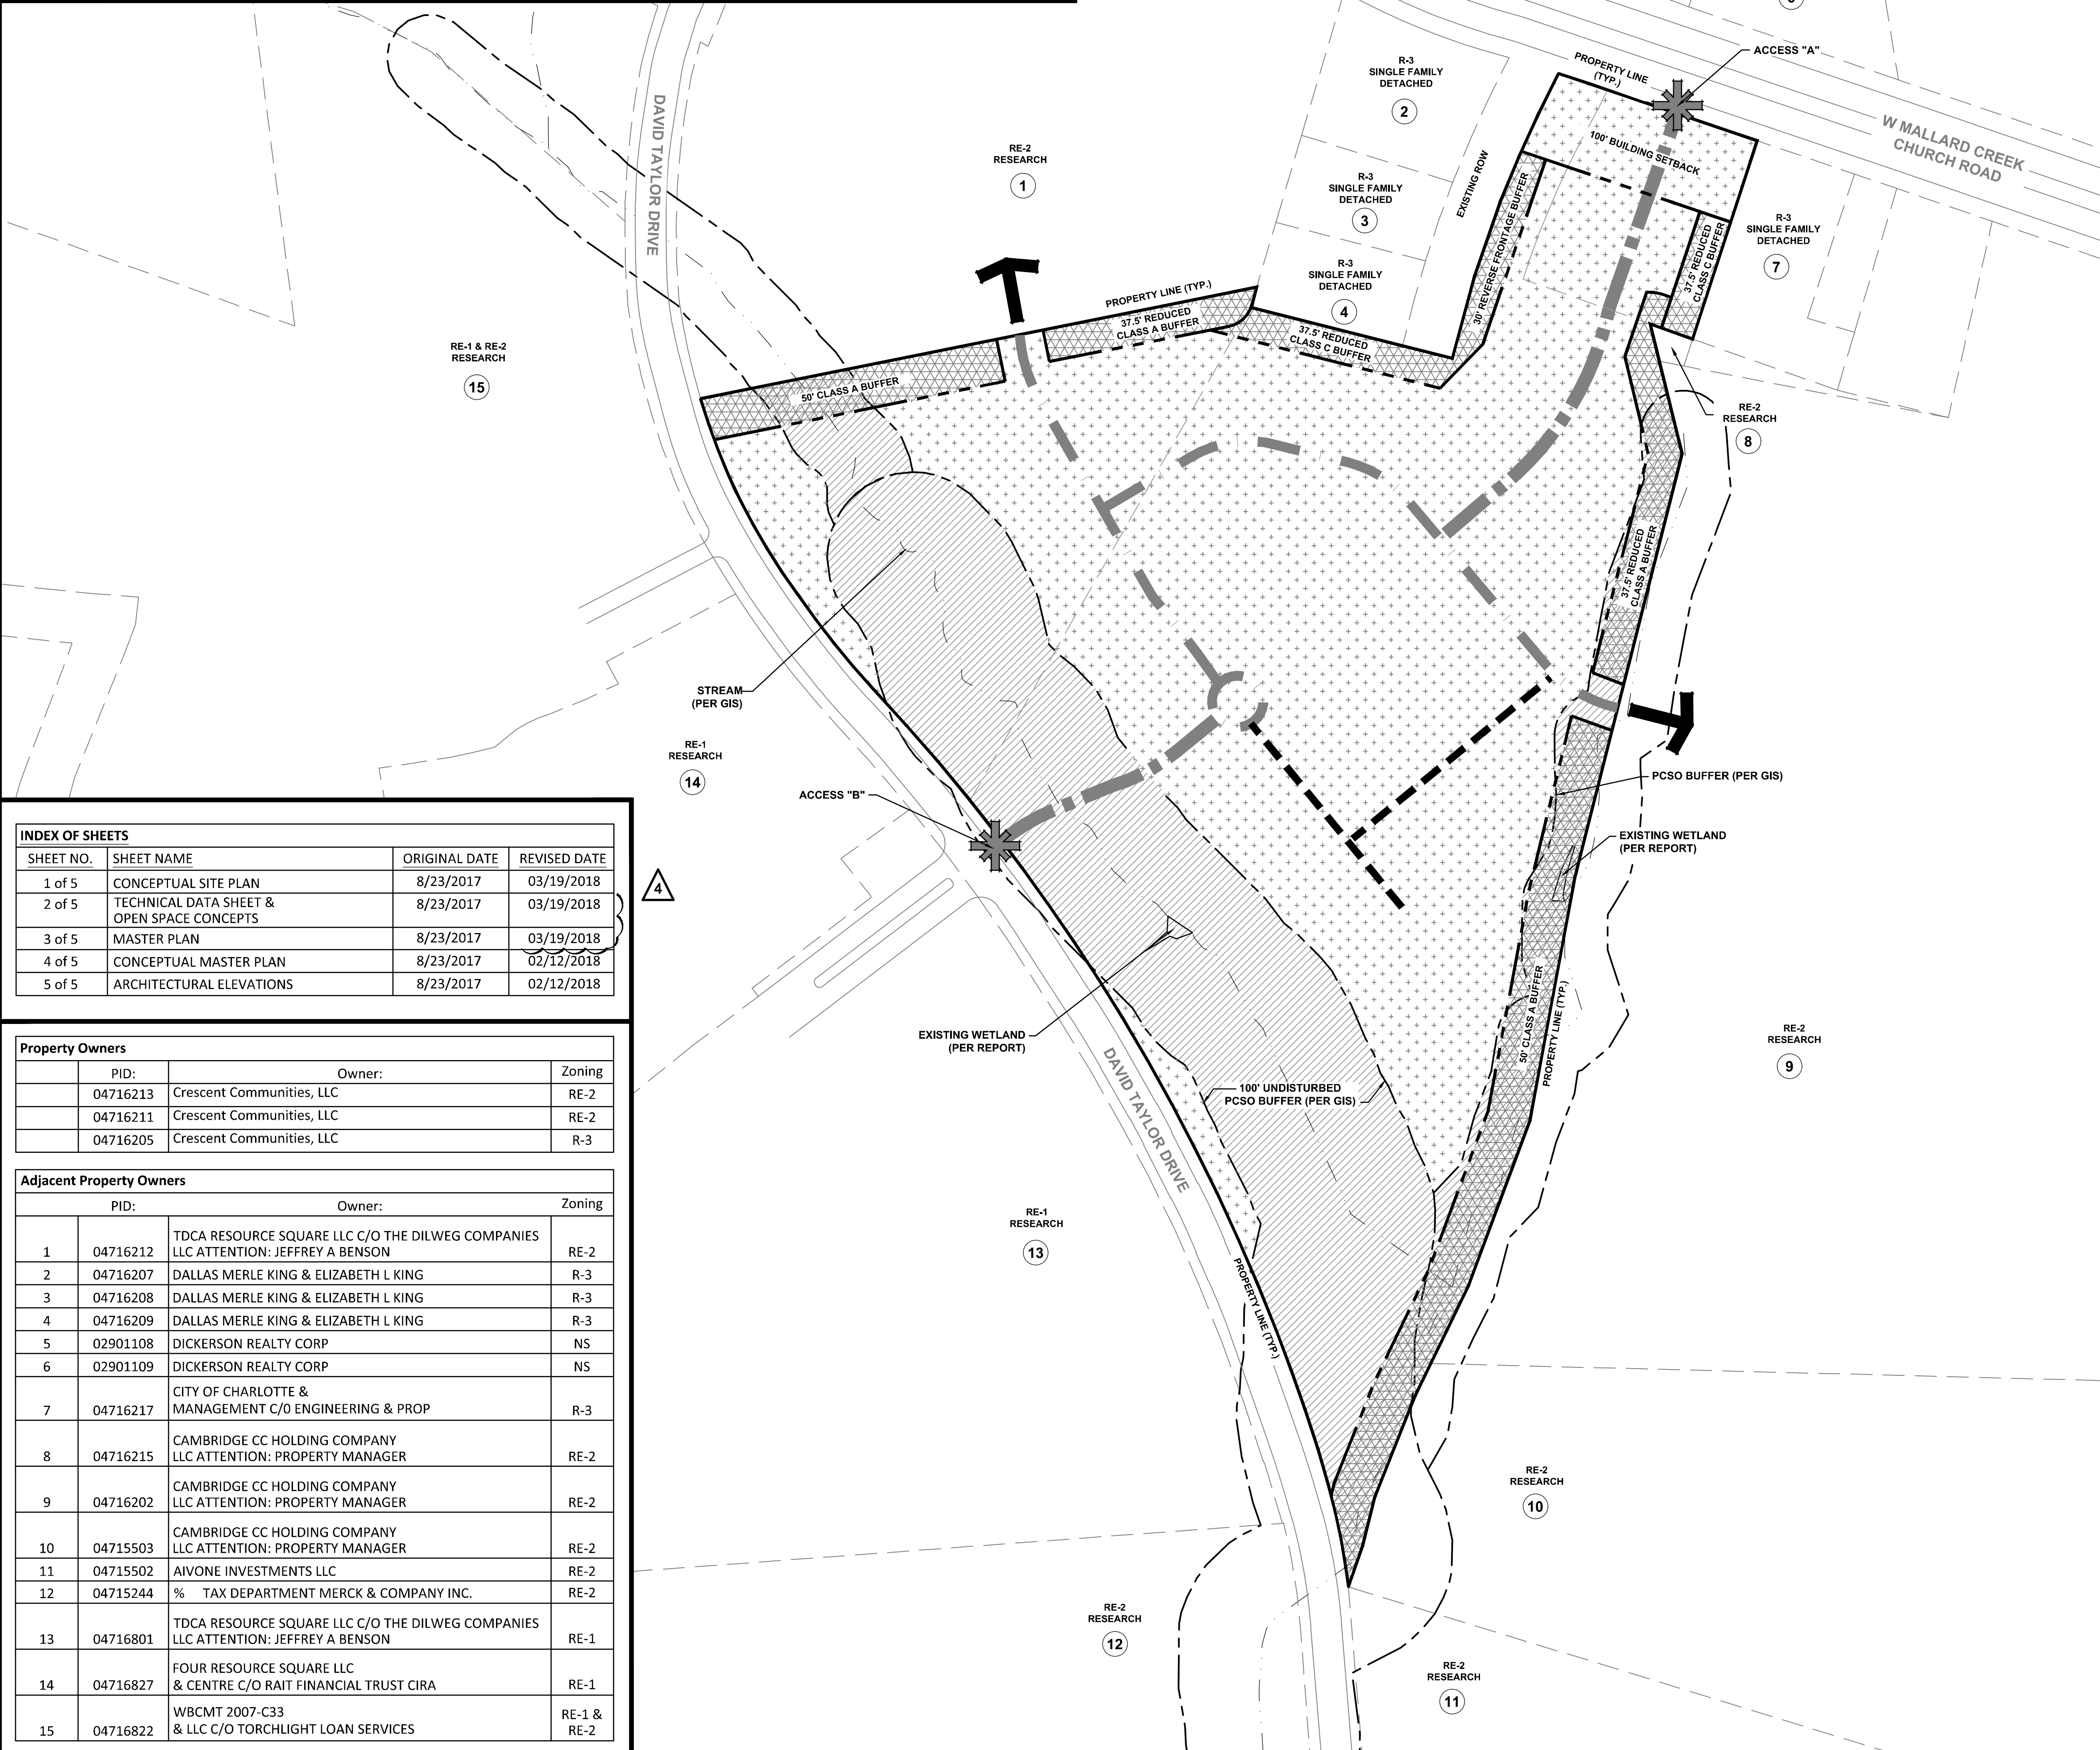 ACCESS "A"
PROPERTY LINE
(TYP.)
R-3
SINGLE FAMILY
DETACHED
2
W MALLARD CREEK
CHURCH ROAD
DAVID TAYLOR DRIVE
RE-2
RESEARCH
1
100' BUILDING SETBACK
EXISTING ROW
R-3
SINGLE FAMILY
DETACHED
3
30' REVERSE FRONTAGE BUFFER
37.5' REDUCED
CLASS C BUFFER
R-3
SINGLE FAMILY
DETACHED
7
R-3
SINGLE FAMILY
DETACHED
4
PROPERTY LINE (TYP.)
37.5' REDUCED
CLASS A BUFFER
37.5' REDUCED
CLASS C BUFFER
RE-1 & RE-2
RESEARCH
15
50' CLASS A BUFFER
RE-2
RESEARCH
8
37.5' REDUCED
CLASS A BUFFER
STREAM
(PER GIS)
RE-1
RESEARCH
14
ACCESS "B"
PCSO BUFFER (PER GIS)
EXISTING WETLAND
(PER REPORT)
50' CLASS A BUFFER
PROPERTY LINE (TYP.)
EXISTING WETLAND
(PER REPORT)
RE-2
RESEARCH
9
DAVID TAYLOR DRIVE
100' UNDISTURBED
PCSO BUFFER (PER GIS)
RE-1
RESEARCH
13
PROPERTY LINE (TYP.)
RE-2
RESEARCH
10
RE-2
RESEARCH
12
RE-2
RESEARCH
11
4
INDEX OF SHEETS
SHEET NO. SHEET NAME ORIGINAL DATE REVISED DATE
1 of 5 CONCEPTUAL SITE PLAN 8/23/2017 03/19/2018
2 of 5 TECHNICAL DATA SHEET & 8/23/2017 03/19/2018
OPEN SPACE CONCEPTS
3 of 5 MASTER PLAN 8/23/2017 03/19/2018
4 of 5 CONCEPTUAL MASTER PLAN 8/23/2017 02/12/2018
5 of 5 ARCHITECTURAL ELEVATIONS 8/23/2017 02/12/2018
Property Owners
PID: Owner: Zoning
04716213 Crescent Communities, LLC RE-2
04716211 Crescent Communities, LLC RE-2
04716205 Crescent Communities, LLC R-3
Adjacent Property Owners
PID: Owner: Zoning
TDCA RESOURCE SQUARE LLC C/O THE DILWEG COMPANIES
1 04716212 LLC ATTENTION: JEFFREY A BENSON RE-2
2 04716207 DALLAS MERLE KING & ELIZABETH L KING R-3
3 04716208 DALLAS MERLE KING & ELIZABETH L KING R-3
4 04716209 DALLAS MERLE KING & ELIZABETH L KING R-3
5 02901108 DICKERSON REALTY CORP NS
6 02901109 DICKERSON REALTY CORP NS
CITY OF CHARLOTTE &
7 04716217 MANAGEMENT C/0 ENGINEERING & PROP R-3
CAMBRIDGE CC HOLDING COMPANY
8 04716215 LLC ATTENTION: PROPERTY MANAGER RE-2
CAMBRIDGE CC HOLDING COMPANY
9 04716202 LLC ATTENTION: PROPERTY MANAGER RE-2
CAMBRIDGE CC HOLDING COMPANY
10 04715503 LLC ATTENTION: PROPERTY MANAGER RE-2
11 04715502 AIVONE INVESTMENTS LLC RE-2
12 04715244 % TAX DEPARTMENT MERCK & COMPANY INC. RE-2
TDCA RESOURCE SQUARE LLC C/O THE DILWEG COMPANIES
13 04716801 LLC ATTENTION: JEFFREY A BENSON RE-1
FOUR RESOURCE SQUARE LLC
14 04716827 & CENTRE C/O RAIT FINANCIAL TRUST CIRA RE-1
WBCMT 2007-C33 RE-1 &
15 04716822 & LLC C/O TORCHLIGHT LOAN SERVICES RE-2